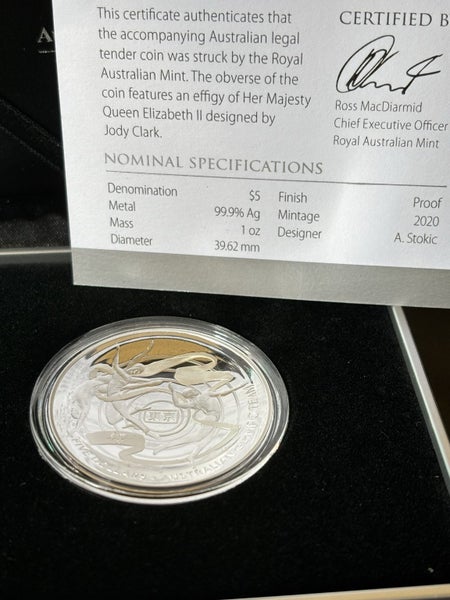 This certificate authenticates that
the accompanying Australian legal
tender coin was struck by the Royal
Australian Mint. The obverse of the
coin features an effigy of Her Majesty
Queen Elizabeth II designed by
Jody Clark.
CERTIFIED B
Ross MacDiarmid
Chief Executive Officer
Royal Australian Mint
NOMINAL SPECIFICATIONS
Denomination $5
Metal 99.9% Ag
Mass 1 oz
Diameter 39.62 mm
Finish Proof
Mintage 2020
Designer A. Stokic
東京